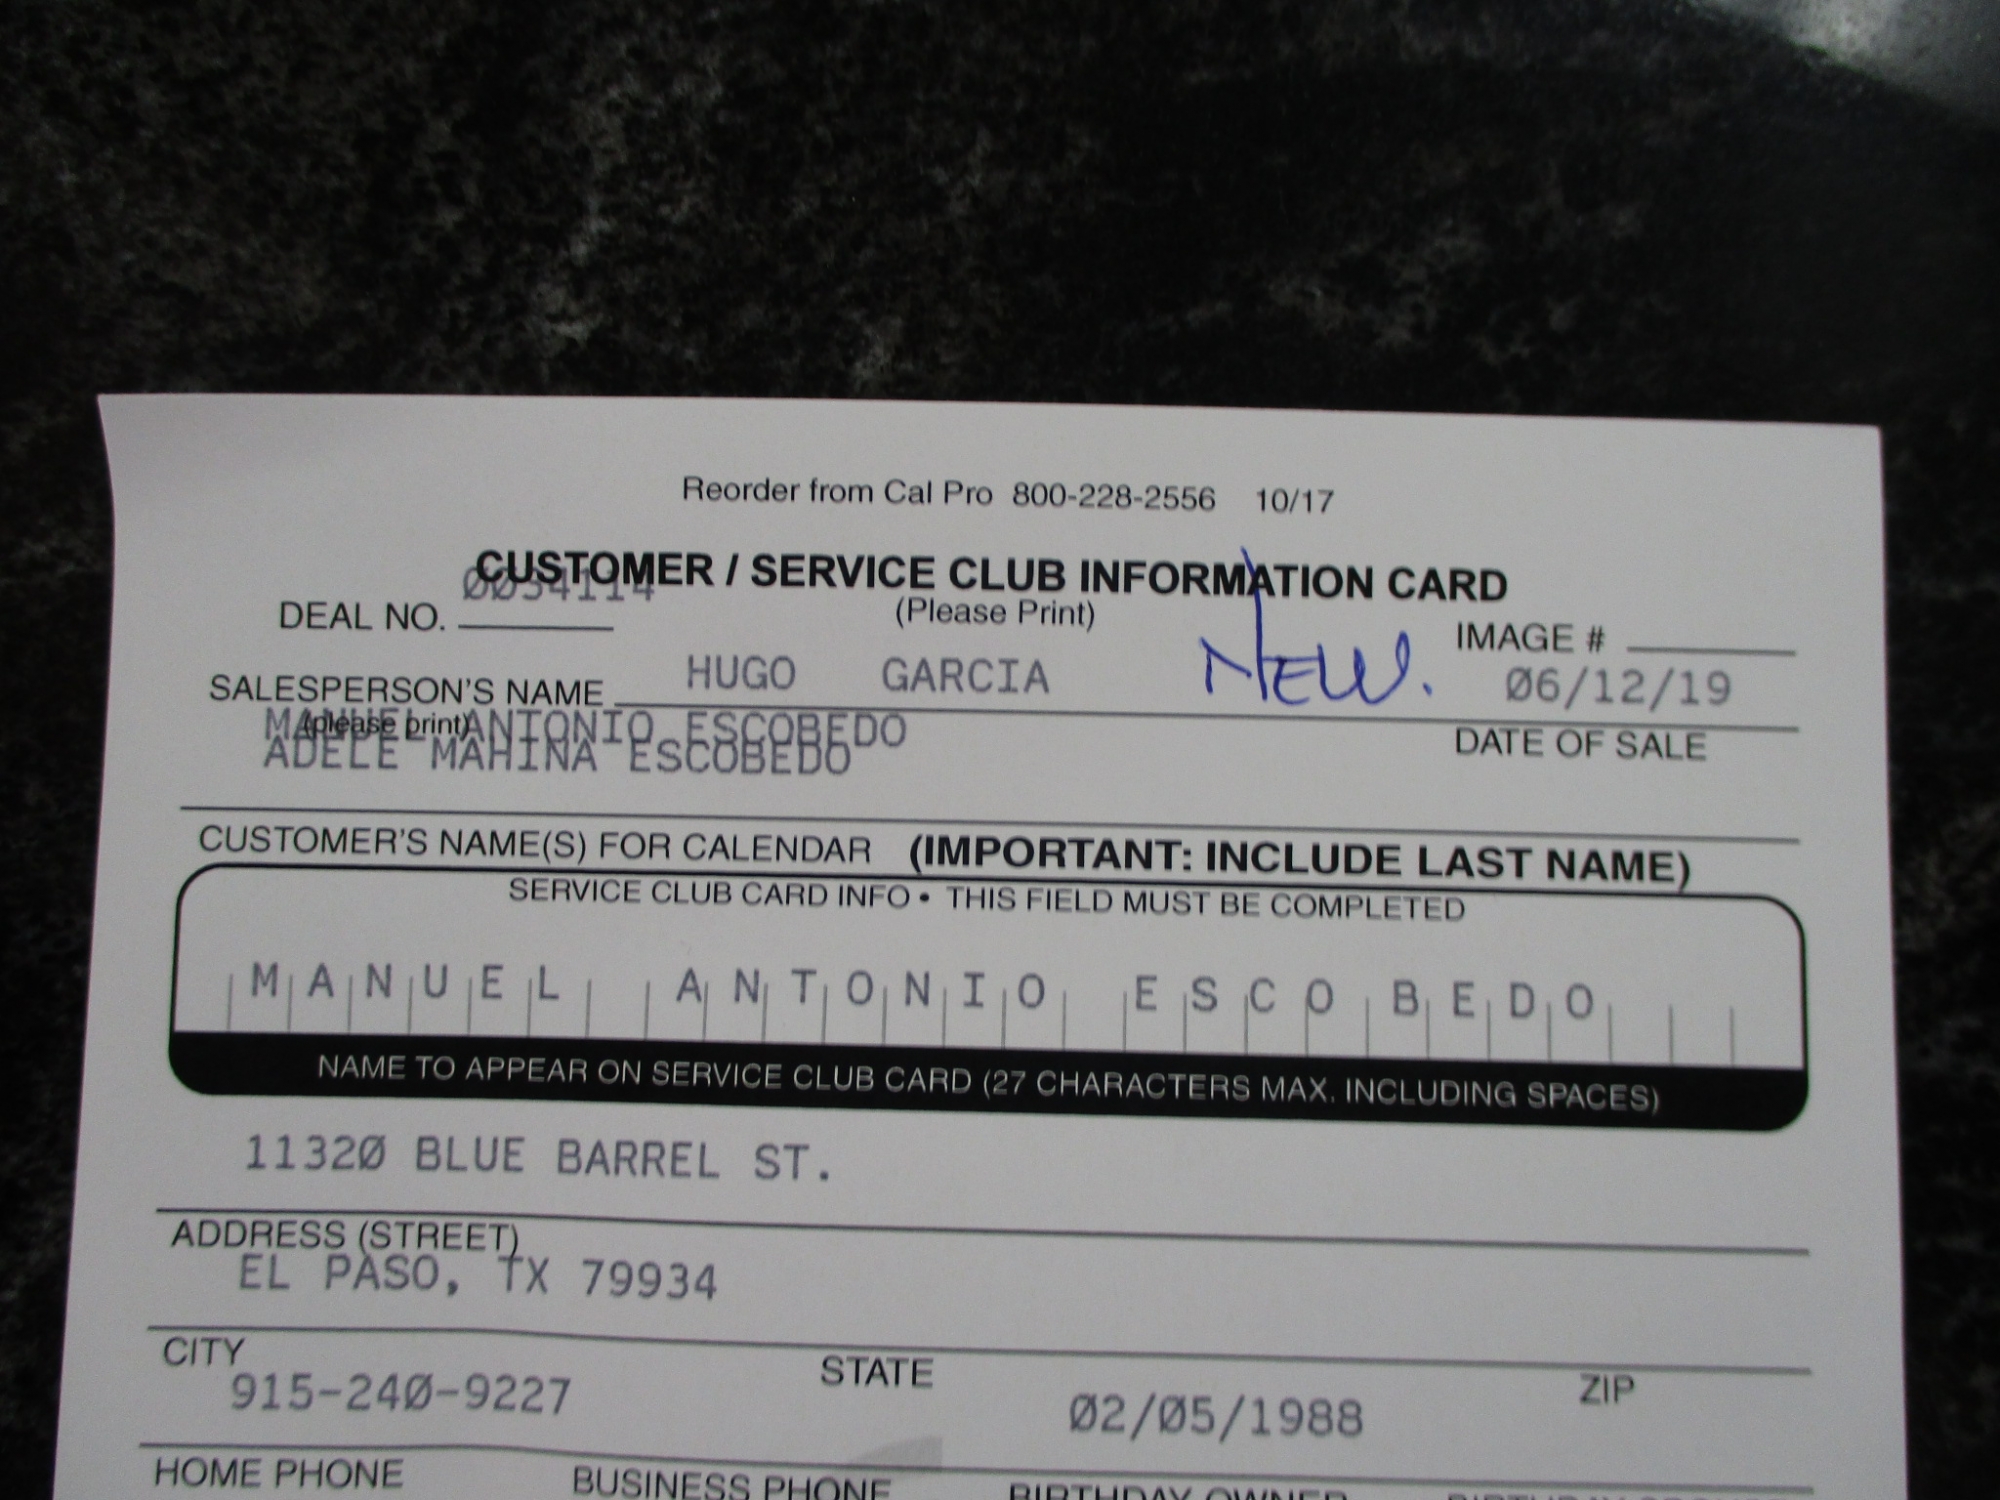 Reorder from Cal Pro 800-228-2556 10/17
CUSTOMER / SERVICE CLUB INFORMATION CARD
0034114
DEAL NO.
(Please Print)
NEW.
IMAGE #
HUGO GARCIA
06/12/19
SALESPERSON'S NAME
(please print)
DATE OF SALE
MANUEL ANTONIO ESCOBEDO
ADELE MAHINA ESCOBEDO
CUSTOMER'S NAME(S) FOR CALENDAR (IMPORTANT: INCLUDE LAST NAME)
SERVICE CLUB CARD INFO • THIS FIELD MUST BE COMPLETED
MANUEL ANTONIO ESCOBEDO
NAME TO APPEAR ON SERVICE CLUB CARD (27 CHARACTERS MAX. INCLUDING SPACES)
11320 BLUE BARREL ST.
ADDRESS (STREET)
EL PASO, TX 79934
CITY STATE ZIP
915-240-9227 02/05/1988
HOME PHONE BUSINESS PHONE BIRTHDAY OWNER